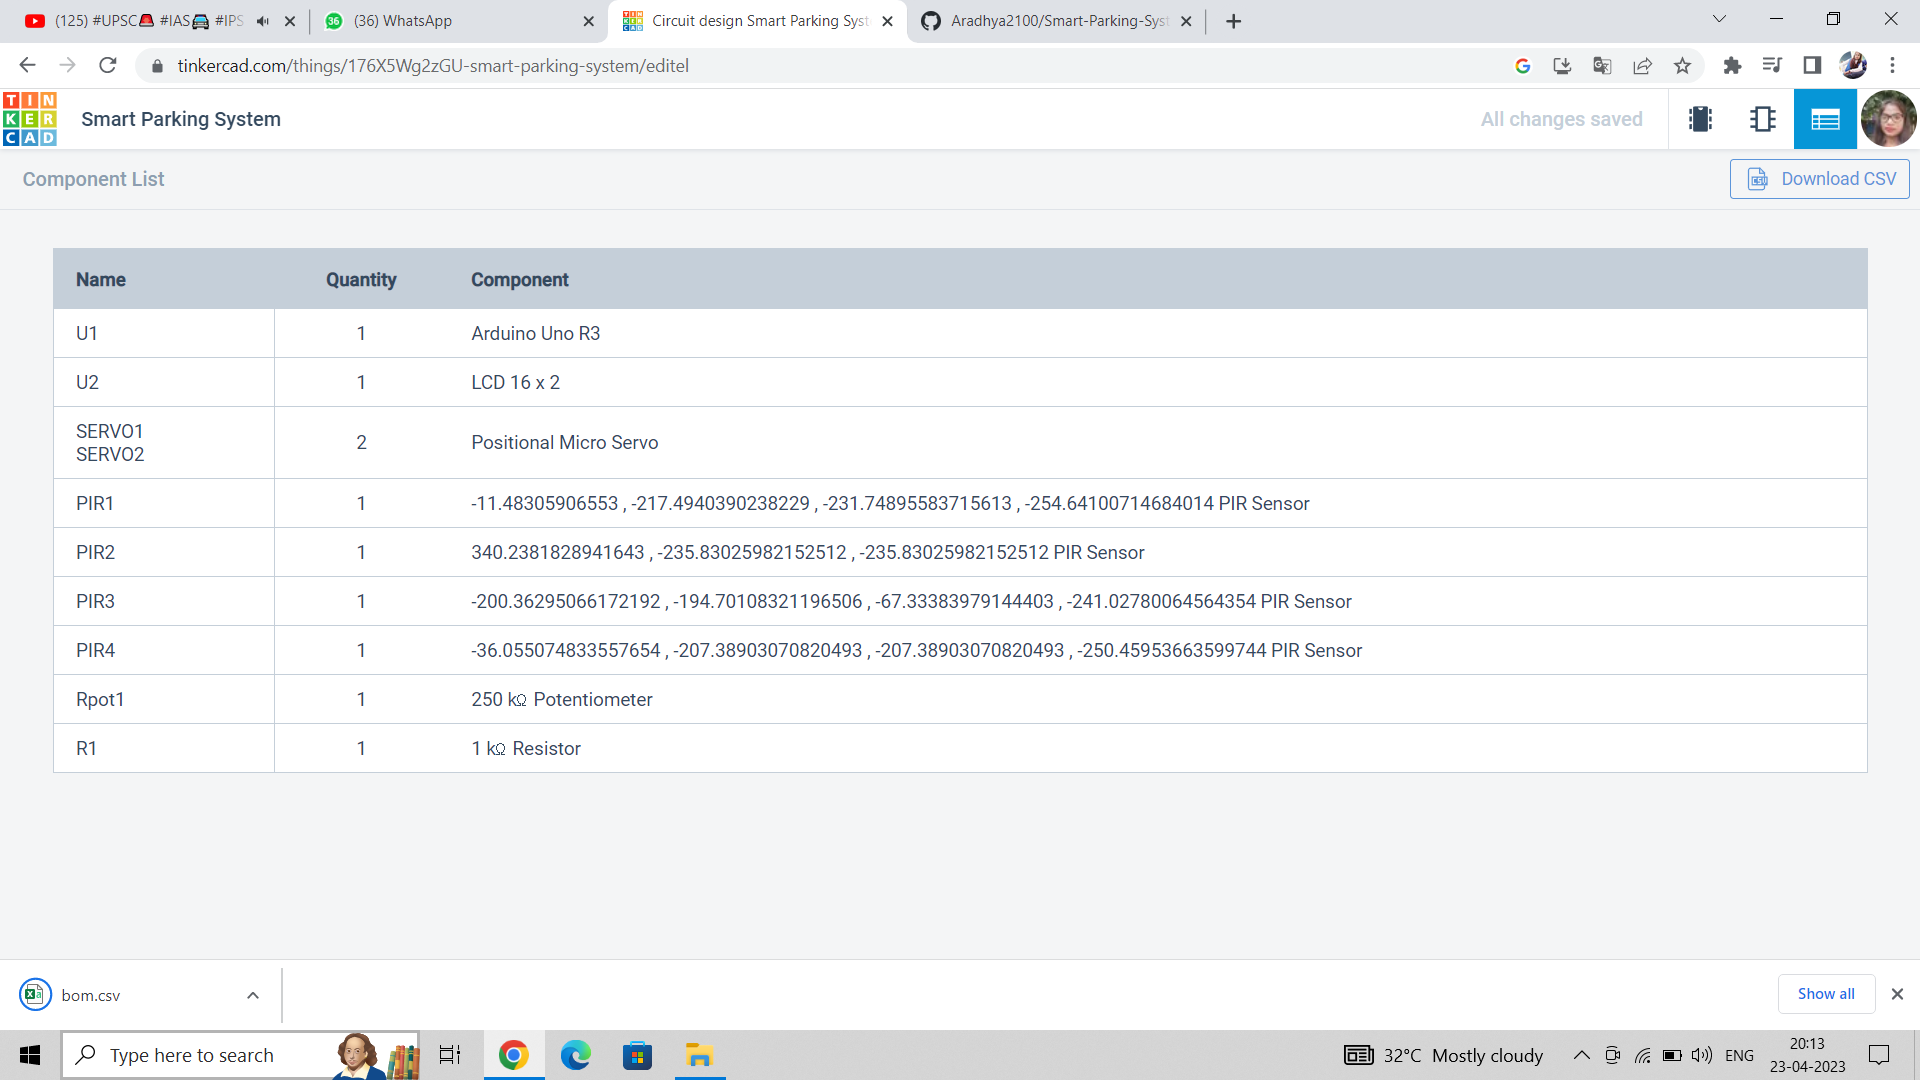 (125) #UPSC🚨 #IAS🚘 #IPS
(36) WhatsApp
Circuit design Smart Parking Syst
Aradhya2100/Smart-Parking-Syst
tinkercad.com/things/176X5Wg2zGU-smart-parking-system/editel
TIN
KER
CAD
Smart Parking System
All changes saved
Component List
Download CSV
Name Quantity Component
U1 1 Arduino Uno R3
U2 1 LCD 16 x 2
SERVO1
SERVO2 2 Positional Micro Servo
PIR1 1 -11.48305906553 , -217.4940390238229 , -231.74895583715613 , -254.64100714684014 PIR Sensor
PIR2 1 340.2381828941643 , -235.83025982152512 , -235.83025982152512 PIR Sensor
PIR3 1 -200.36295066172192 , -194.70108321196506 , -67.33383979144403 , -241.02780064564354 PIR Sensor
PIR4 1 -36.055074833557654 , -207.38903070820493 , -207.38903070820493 , -250.45953663599744 PIR Sensor
Rpot1 1 250 kΩ Potentiometer
R1 1 1 kΩ Resistor
bom.csv
Show all
Type here to search
32°C Mostly cloudy
ENG
20:13
23-04-2023